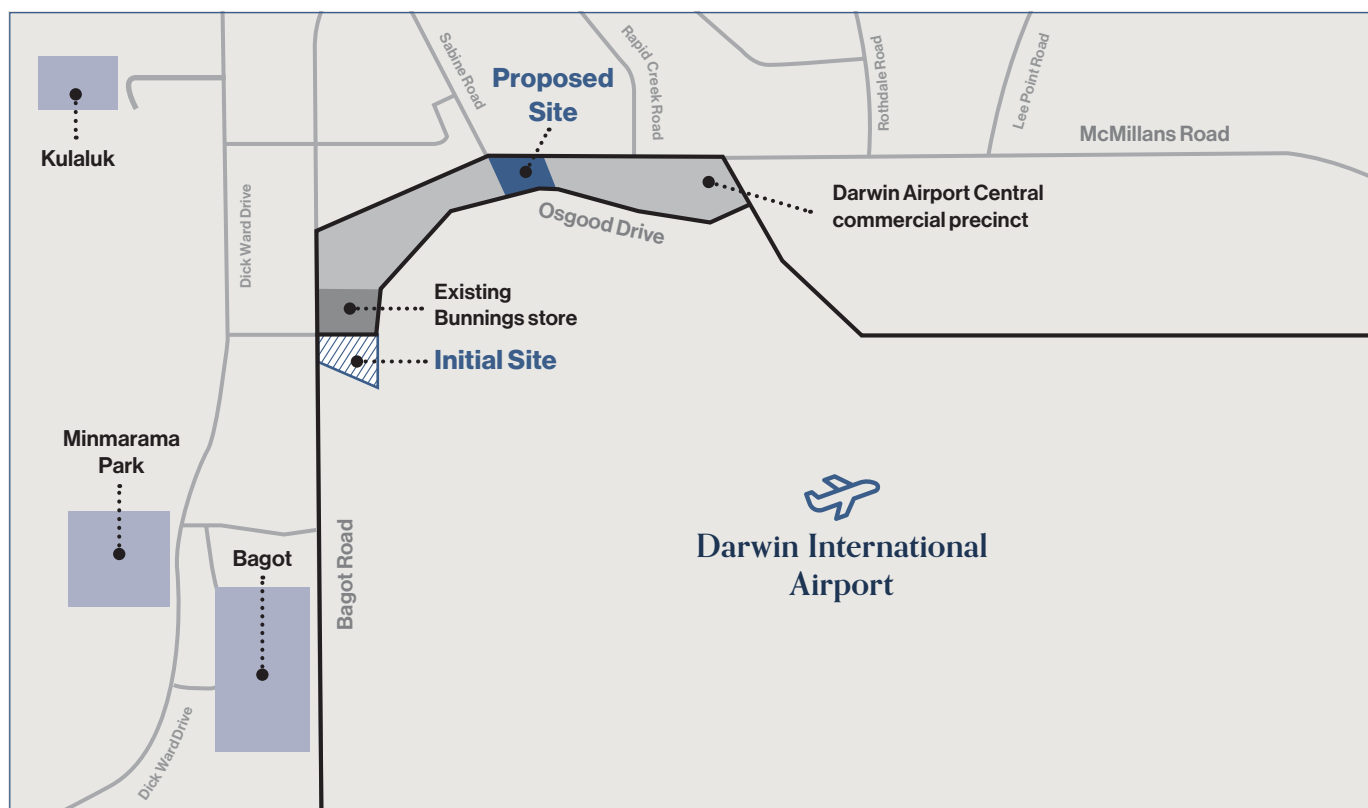 Sabine Road
Rapid Creek Road
Rothdale Road
Lee Point Road
Proposed
Site
McMillans Road
Kulaluk
Dick Ward Drive
Darwin Airport Central
commercial precinct
Osgood Drive
Existing
Bunnings store
Initial Site
Minmarama
Park
Bagot Road
Bagot
Darwin International
Airport
Dick Ward Drive